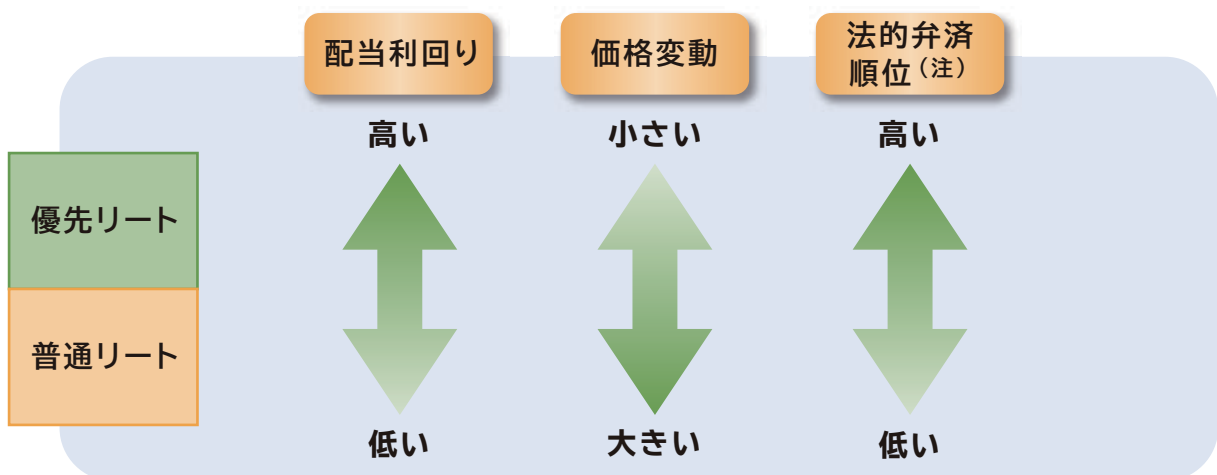 配当利回り
価格変動
法的弁済
順位(注)
高い
小さい
高い
優先リート
普通リート
低い
大きい
低い